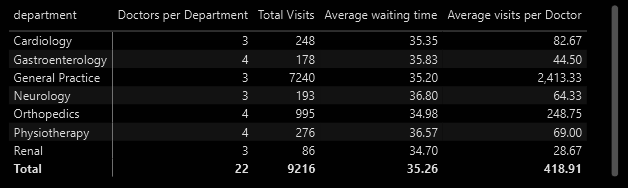 department Doctors per Department Total Visits Average waiting time Average visits per Doctor
Cardiology 3 248 35.35 82.67
Gastroenterology 4 178 35.83 44.50
General Practice 3 7240 35.20 2,413.33
Neurology 3 193 36.80 64.33
Orthopedics 4 995 34.98 248.75
Physiotherapy 4 276 36.57 69.00
Renal 3 86 34.70 28.67
Total 22 9216 35.26 418.91